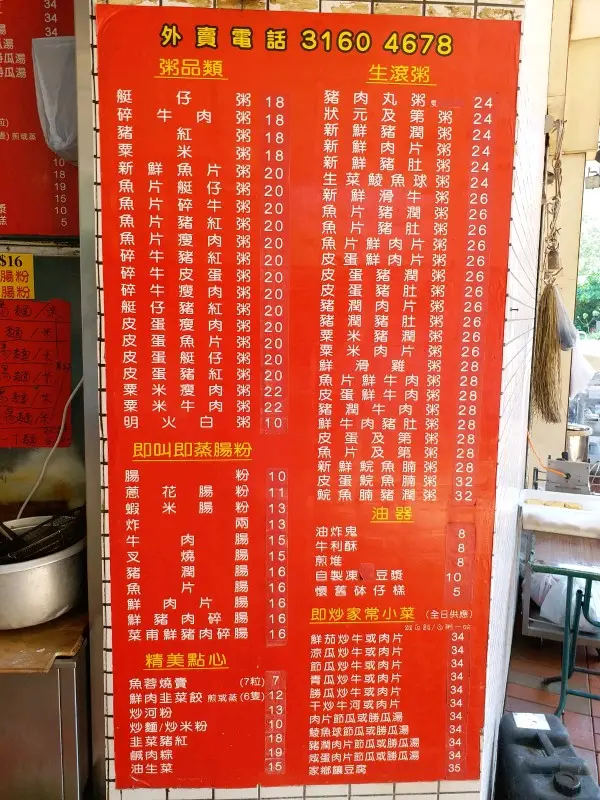 外賣電話 3160 4678
粥品類
艇仔粥 18
碎牛肉粥 18
豬紅粥 18
粟米粥 18
新鮮魚片粥 20
魚片艇仔粥 20
魚片碎牛粥 20
魚片豬紅粥 20
魚片瘦肉粥 20
碎牛豬紅粥 20
碎牛皮蛋粥 20
碎牛瘦肉粥 20
艇仔豬紅粥 20
皮蛋瘦肉粥 20
皮蛋魚片粥 20
皮蛋艇仔粥 20
皮蛋豬紅粥 20
粟米瘦肉粥 22
粟米牛肉粥 22
明火白粥 10
即叫即蒸腸粉
腸粉 10
蔥花腸粉 11
蝦米腸粉 13
炸兩 13
牛肉腸 15
叉燒腸 15
豬潤腸 16
魚片腸 16
鮮肉片腸 16
鮮豬肉碎腸 16
菜甫鮮豬肉碎腸 16
精美點心
魚蓉燒賣 (7粒) 7
鮮肉韭菜餃 煎或蒸 (6隻) 12
炒河粉 13
炒麵/炒米粉 10
韭菜豬紅 18
鹹肉粽 19
油生菜 15
生滾粥
豬肉丸粥 24
狀元及第粥 24
新鮮豬潤粥 24
新鮮肉片粥 24
新鮮豬肚粥 24
生菜鯪魚球粥 24
新鮮滑牛粥 26
魚片豬潤粥 26
魚片豬肚粥 26
魚片鮮肉片粥 26
皮蛋鮮肉片粥 26
皮蛋豬潤粥 26
皮蛋豬肚粥 26
豬潤肉片粥 26
豬潤豬肚粥 26
粟米豬潤粥 26
粟米肉片粥 26
鮮滑雞粥 28
魚片鮮牛肉粥 28
皮蛋鮮牛肉粥 28
豬潤牛肉粥 28
鮮牛肉豬肚粥 28
皮蛋及第粥 28
魚片及第粥 28
新鮮鯇魚腩粥 28
皮蛋鯇魚腩粥 32
鯇魚腩豬潤粥 32
油器
油炸鬼 8
牛利酥 8
煎堆 8
自製凍豆漿 10
懷舊砵仔糕 5
即炒家常小菜 (全日供應)
鮮茄炒牛或肉片 34
涼瓜炒牛或肉片 34
節瓜炒牛或肉片 34
青瓜炒牛或肉片 34
勝瓜炒牛或肉片 34
干炒牛河或肉片 34
肉片節瓜或勝瓜湯 34
鯪魚球節瓜或勝瓜湯 34
豬潤肉片節瓜或勝瓜湯 34
咸蛋肉片節瓜或勝瓜湯 34
家鄉釀豆腐 35
$16
腸粉
腸粉